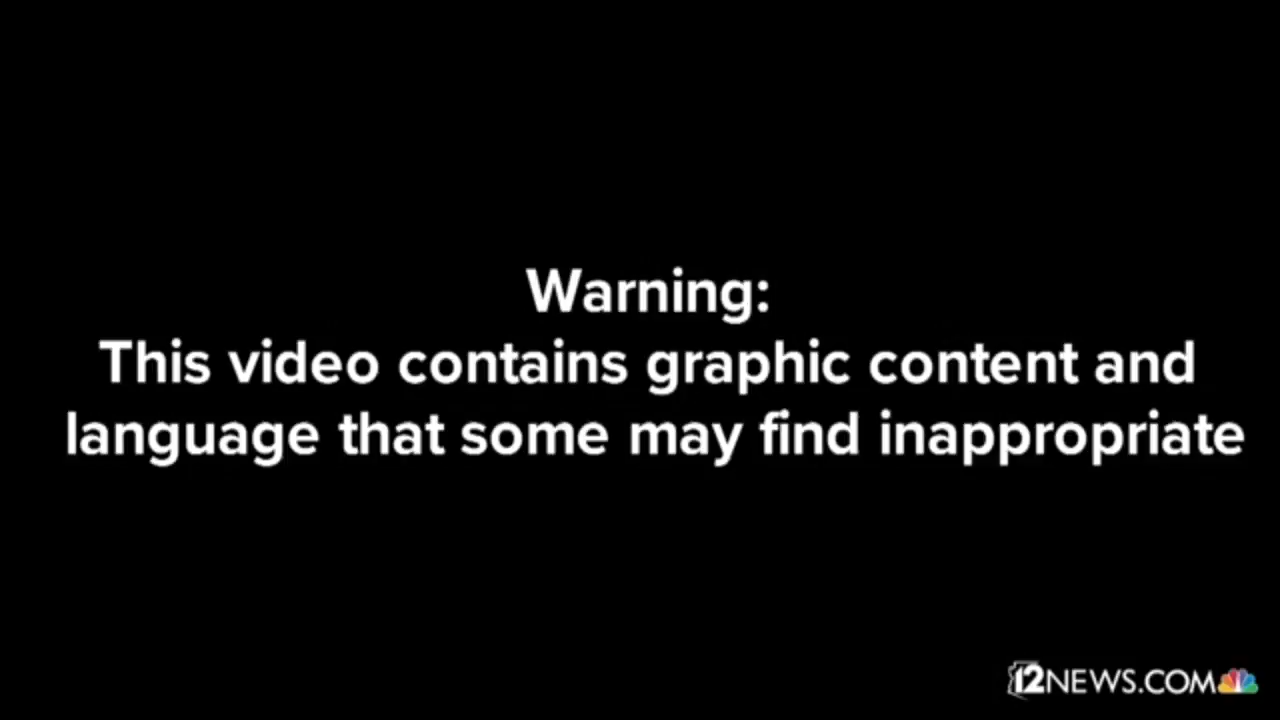 Warning:
This video contains graphic content and
language that some may find inappropriate
12NEWS.COM